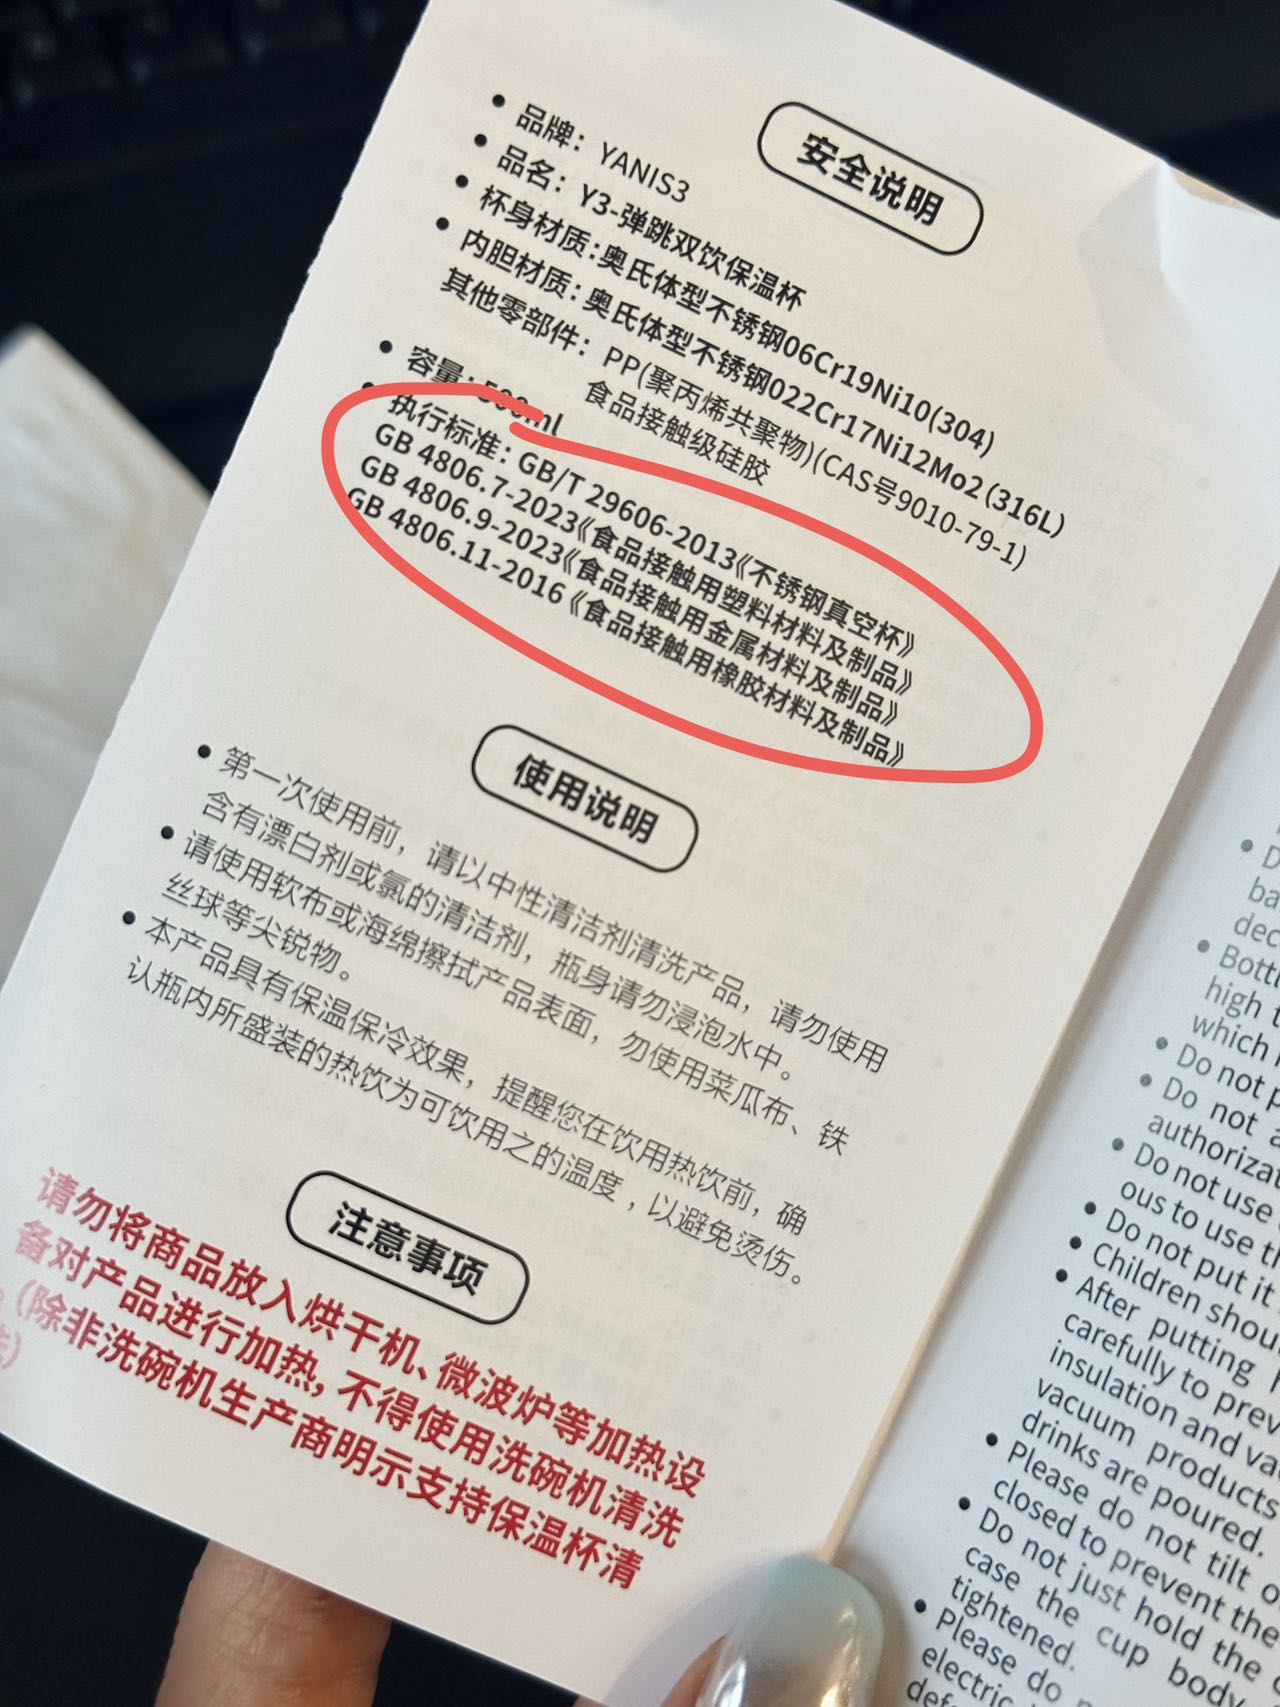 安全说明
品牌：YANIS3
品名：Y3-弹跳双饮保温杯
杯身材质：奥氏体型不锈钢06Cr19Ni10(304)
内胆材质：奥氏体型不锈钢022Cr17Ni12Mo2(316L)
其他零部件：PP(聚丙烯共聚物)(CAS号9010-79-1)
食品接触级硅胶
容量：500ml
执行标准：GB/T 29606-2013《不锈钢真空杯》
GB 4806.7-2023《食品接触用塑料材料及制品》
GB 4806.9-2023《食品接触用金属材料及制品》
GB 4806.11-2016《食品接触用橡胶材料及制品》
使用说明
第一次使用前，请以中性清洁剂清洗产品，请勿使用
含有漂白剂或氯的清洁剂，瓶身请勿浸泡水中。
请使用软布或海绵擦拭产品表面，勿使用菜瓜布、铁
丝球等尖锐物。
本产品具有保温保冷效果，提醒您在饮用热饮前，确
认瓶内所盛装的热饮为可饮用之的温度，以避免烫伤。
注意事项
请勿将商品放入烘干机、微波炉等加热设
备对产品进行加热，不得使用洗碗机清洗
。(除非洗碗机生产商明示支持保温杯清
)
D
ba
dec
Bottl
high t
which
Do not p
Do not a
authorizat
Do not use
ous to use th
Do not put it
Children shou
After putting
carefully to prev
insulation and va
vacuum products
drinks are poured.
Please do not tilt o
closed to prevent the
Do not just hold the
case the cup body
tightened.
Please do
electric
defo